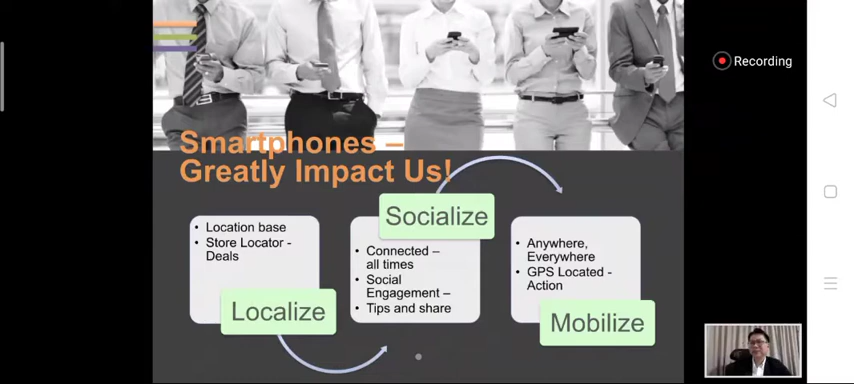 Recording
Smartphones –
Greatly Impact Us!
• Location base
• Store Locator -
Deals
Localize
Socialize
• Connected –
all times
• Social
Engagement –
• Tips and share
• Anywhere,
Everywhere
• GPS Located -
Action
Mobilize